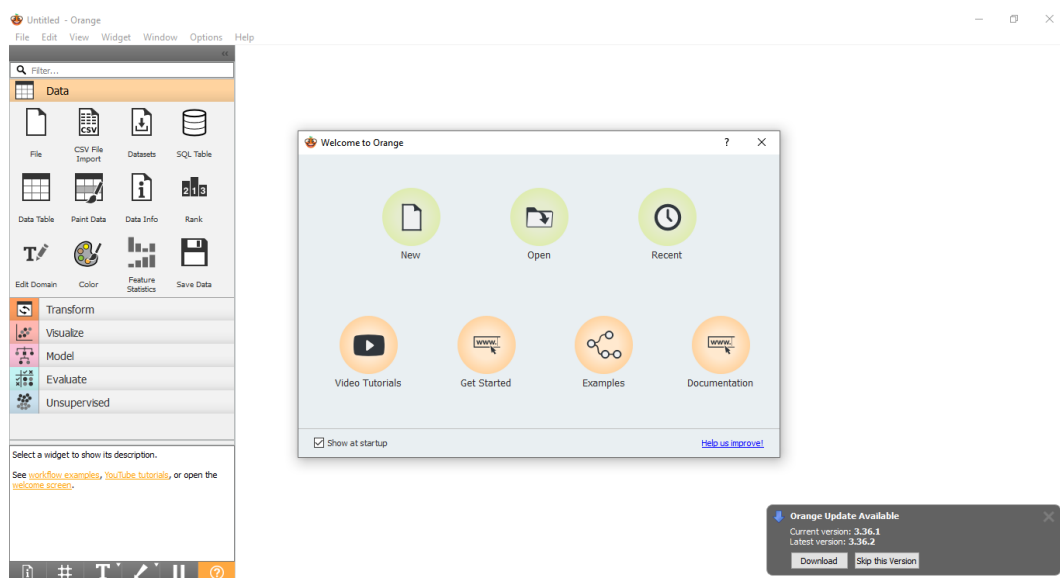 Untitled - Orange
File Edit View Widget Window Options Help
Filter...
Data
File
CSV File
Import
Datasets
SQL Table
Data Table
Paint Data
Data Info
Rank
Edit Domain
Color
Feature
Statistics
Save Data
Transform
Visualize
Model
Evaluate
Unsupervised
Select a widget to show its description.
See workflow examples, YouTube tutorials, or open the
welcome screen.
Welcome to Orange
New
Open
Recent
Video Tutorials
Get Started
Examples
Documentation
Show at startup
Help us improve!
Orange Update Available
Current version: 3.36.1
Latest version: 3.36.2
Download
Skip this Version